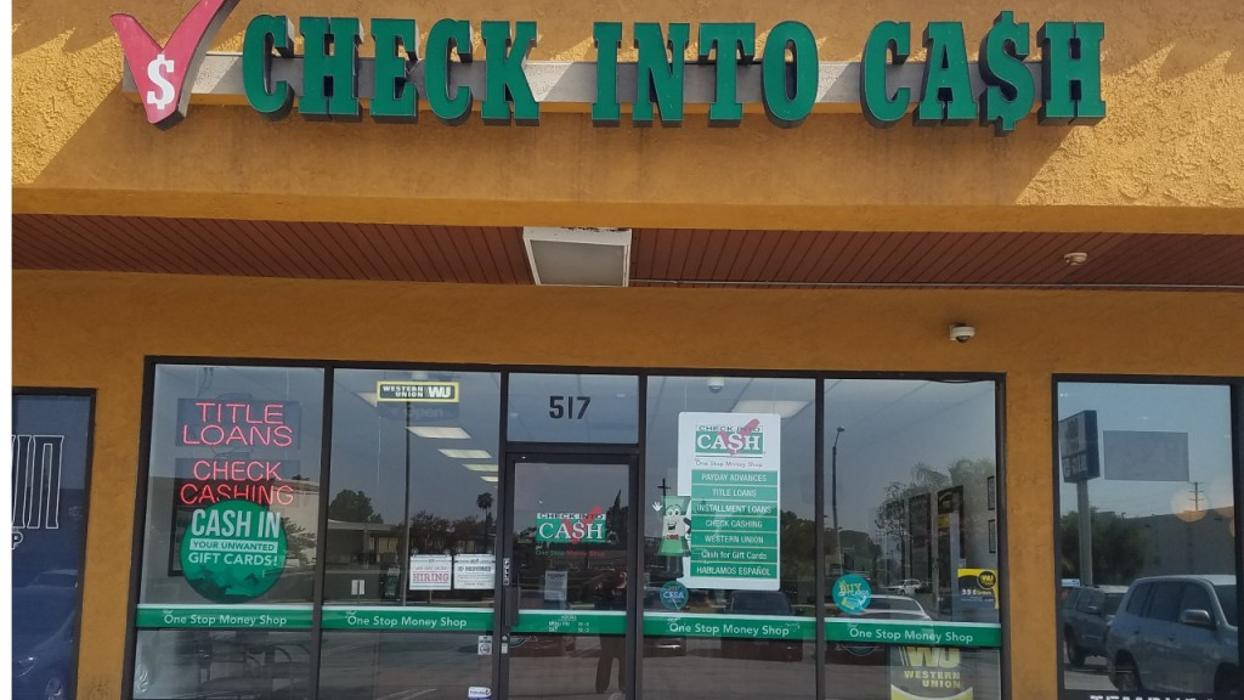 $ CHECK INTO CA$H
WESTERN UNION WU
517
TITLE
LOANS
CHECK
CASHING
CASH IN
YOUR UNWANTED
GIFT CARDS!
HIRING
CHECK INTO
CA$H
One Stop Money Shop
CHECK INTO
CA$H
One Stop Money Shop
PAYDAY ADVANCES
TITLE LOANS
INSTALLMENT LOANS
CHECK CASHING
WESTERN UNION
Cash for Gift Cards
HABLAMOS ESPAÑOL
BUY
One Stop Money Shop
One Stop Money Shop
One Stop Money Shop
One Stop Money Shop
WU
WESTERN
UNION